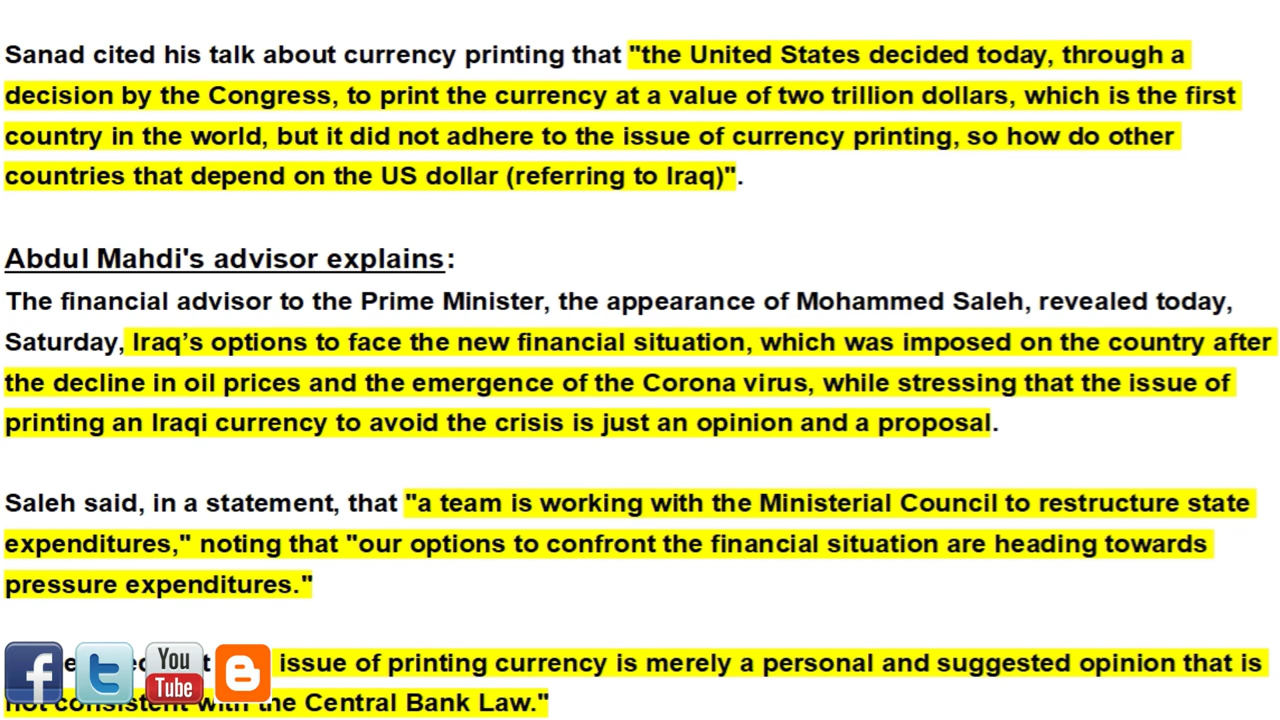 Sanad cited his talk about currency printing that "the United States decided today, through a
decision by the Congress, to print the currency at a value of two trillion dollars, which is the first
country in the world, but it did not adhere to the issue of currency printing, so how do other
countries that depend on the US dollar (referring to Iraq)".
Abdul Mahdi's advisor explains:
The financial advisor to the Prime Minister, the appearance of Mohammed Saleh, revealed today,
Saturday, Iraq's options to face the new financial situation, which was imposed on the country after
the decline in oil prices and the emergence of the Corona virus, while stressing that the issue of
printing an Iraqi currency to avoid the crisis is just an opinion and a proposal.
Saleh said, in a statement, that "a team is working with the Ministerial Council to restructure state
expenditures," noting that "our options to confront the financial situation are heading towards
pressure expenditures."
issue of printing currency is merely a personal and suggested opinion that is
not consistent with the Central Bank Law."
You
Tube